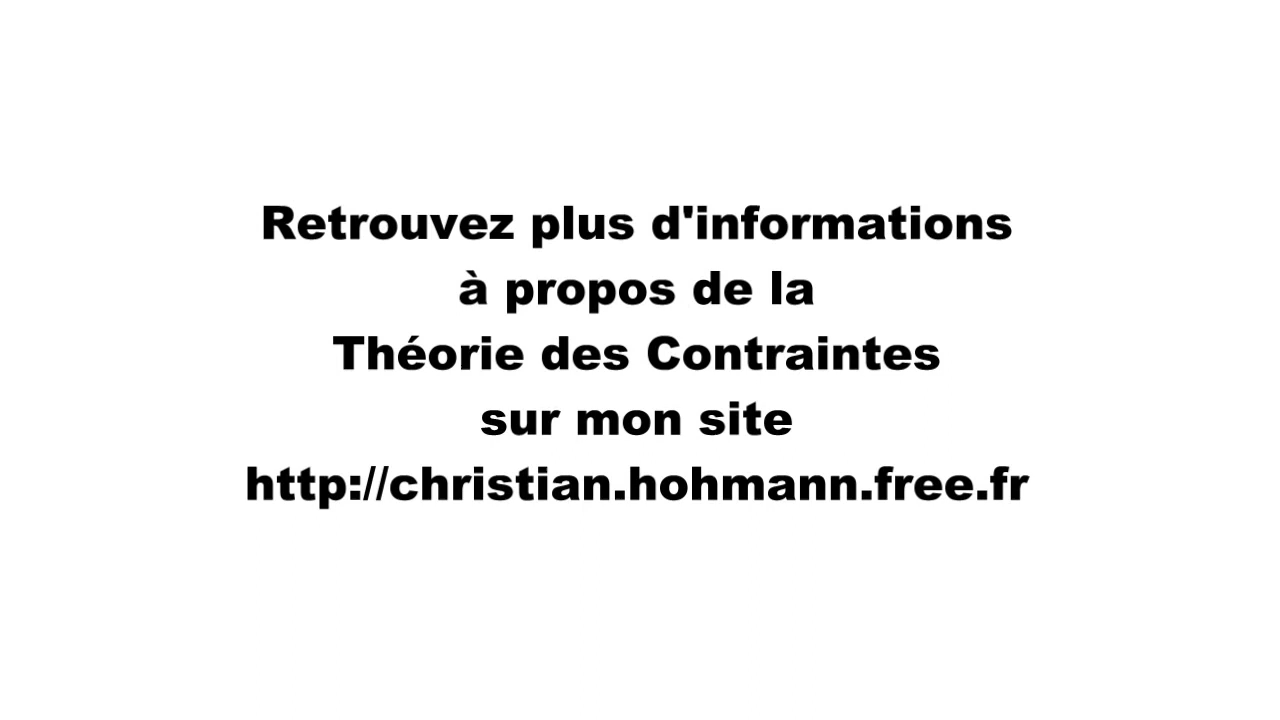 Retrouvez plus d'informations
à propos de la
Théorie des Contraintes
sur mon site
http://christian.hohmann.free.fr